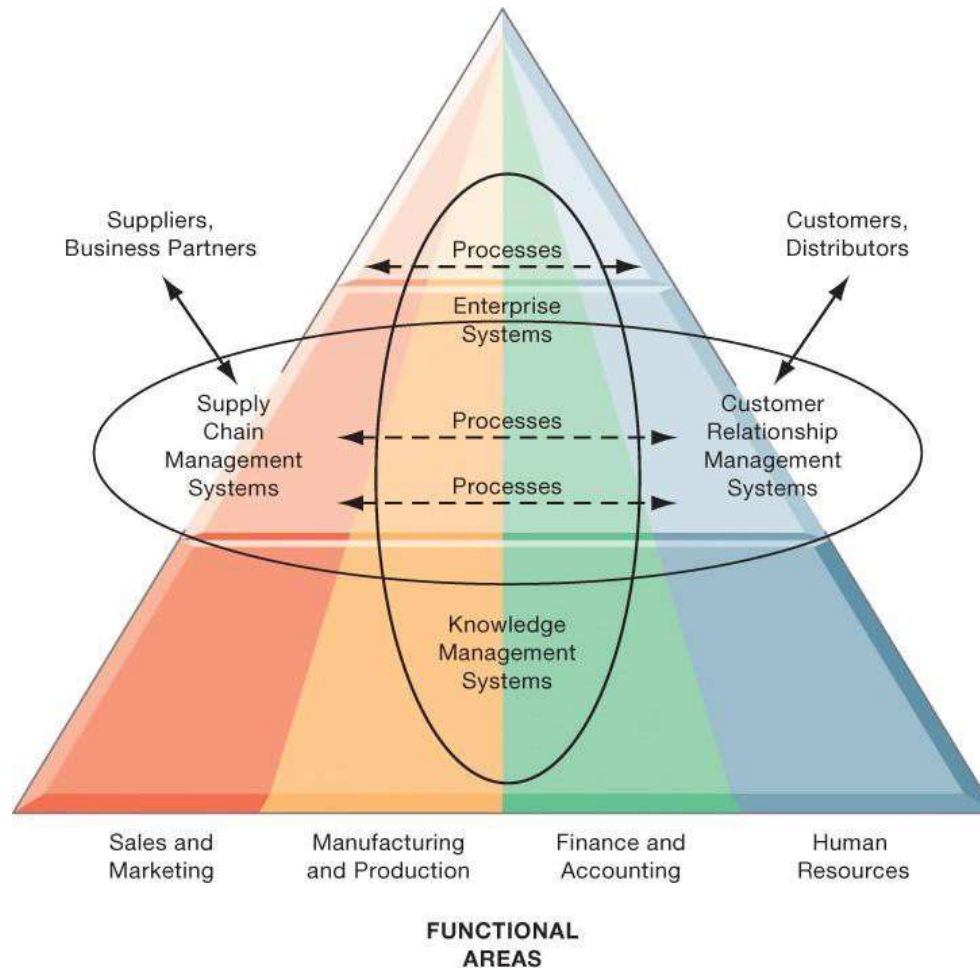 Suppliers,
Business Partners
Customers,
Distributors
Processes
Enterprise
Systems
Supply
Chain
Management
Systems
Processes
Processes
Customer
Relationship
Management
Systems
Knowledge
Management
Systems
Sales and
Marketing
Manufacturing
and Production
Finance and
Accounting
Human
Resources
FUNCTIONAL
AREAS